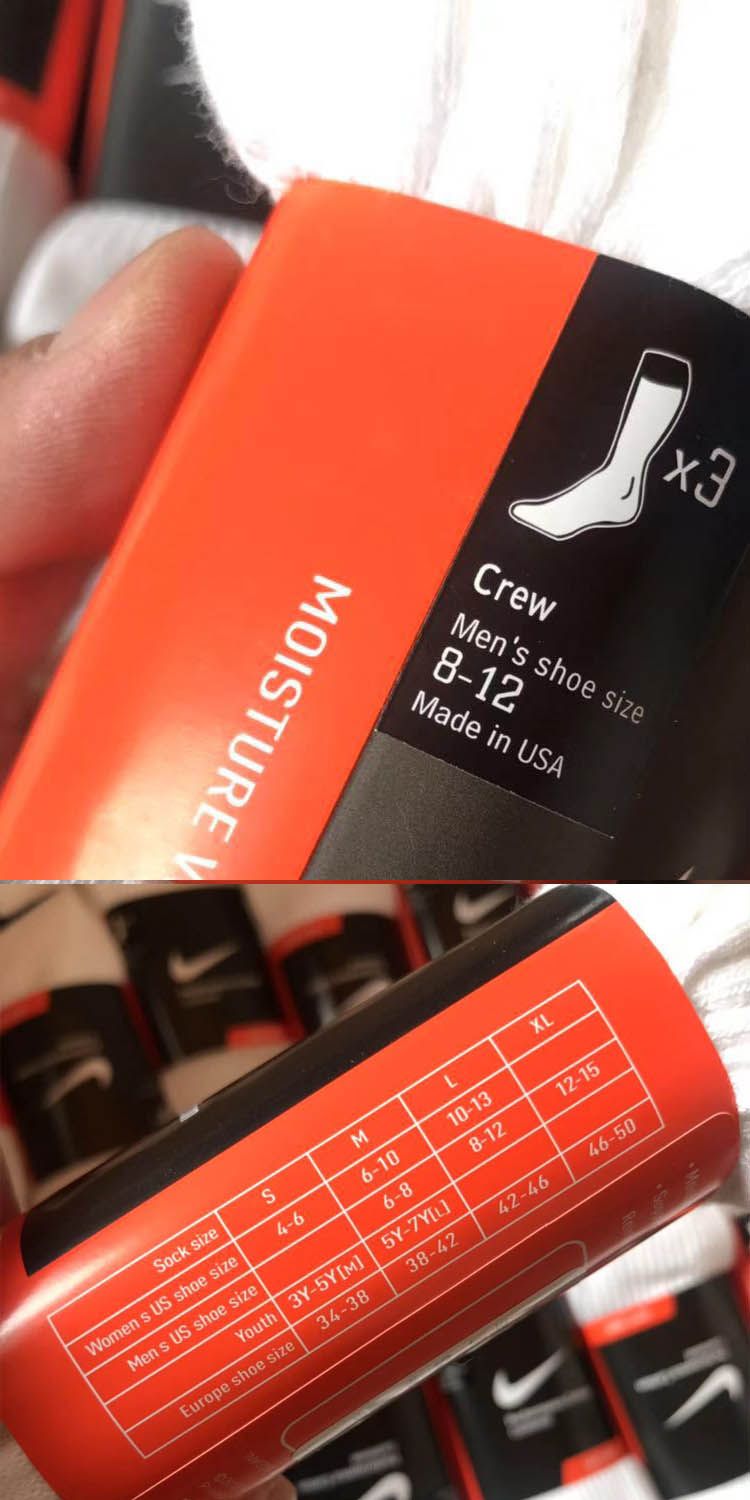 x3
Crew
Men's shoe size
8-12
Made in USA
MOISTURE
Sock size S M L XL
Women s US shoe size 4-6 6-10 10-13
Men s US shoe size 6-8 8-12 12-15
Youth 3Y-5Y[M] 5Y-7Y[L]
Europe shoe size 34-38 38-42 42-46 46-50